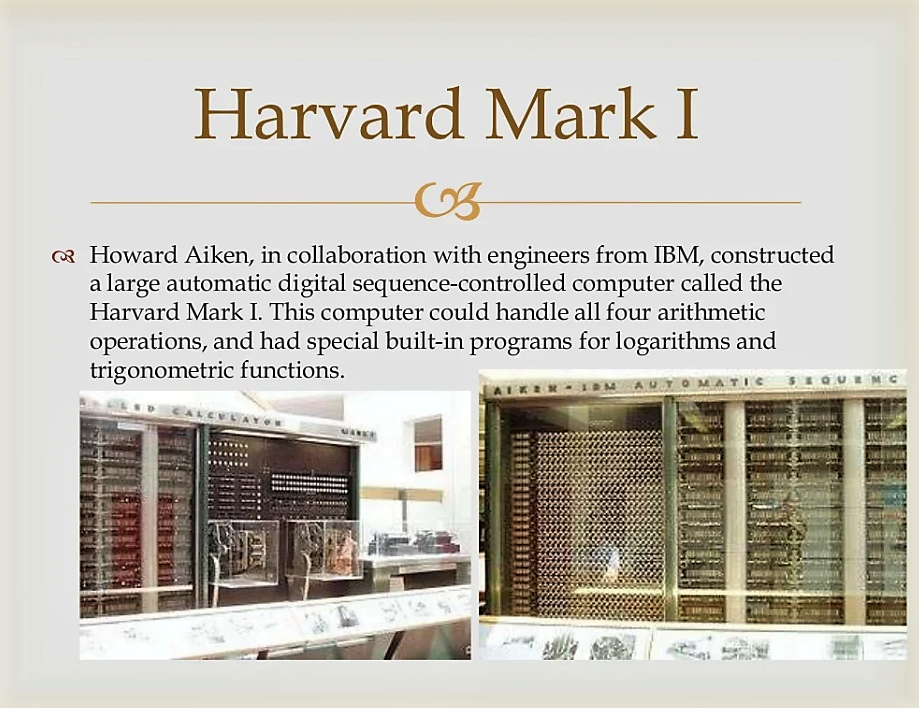 Harvard Mark I
Howard Aiken, in collaboration with engineers from IBM, constructed
a large automatic digital sequence-controlled computer called the
Harvard Mark I. This computer could handle all four arithmetic
operations, and had special built-in programs for logarithms and
trigonometric functions.
AIKEN-IBM AUTOMATIC SEQUENC
LLED CALCULATOR MARK I